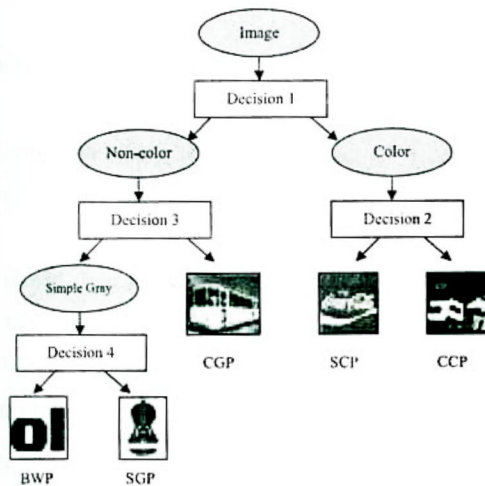 Image
Decision 1
Non-color
Color
Decision 3
Decision 2
Simple Gray
Decision 4
CGP
SCP
CCP
ol
BWP
SGP